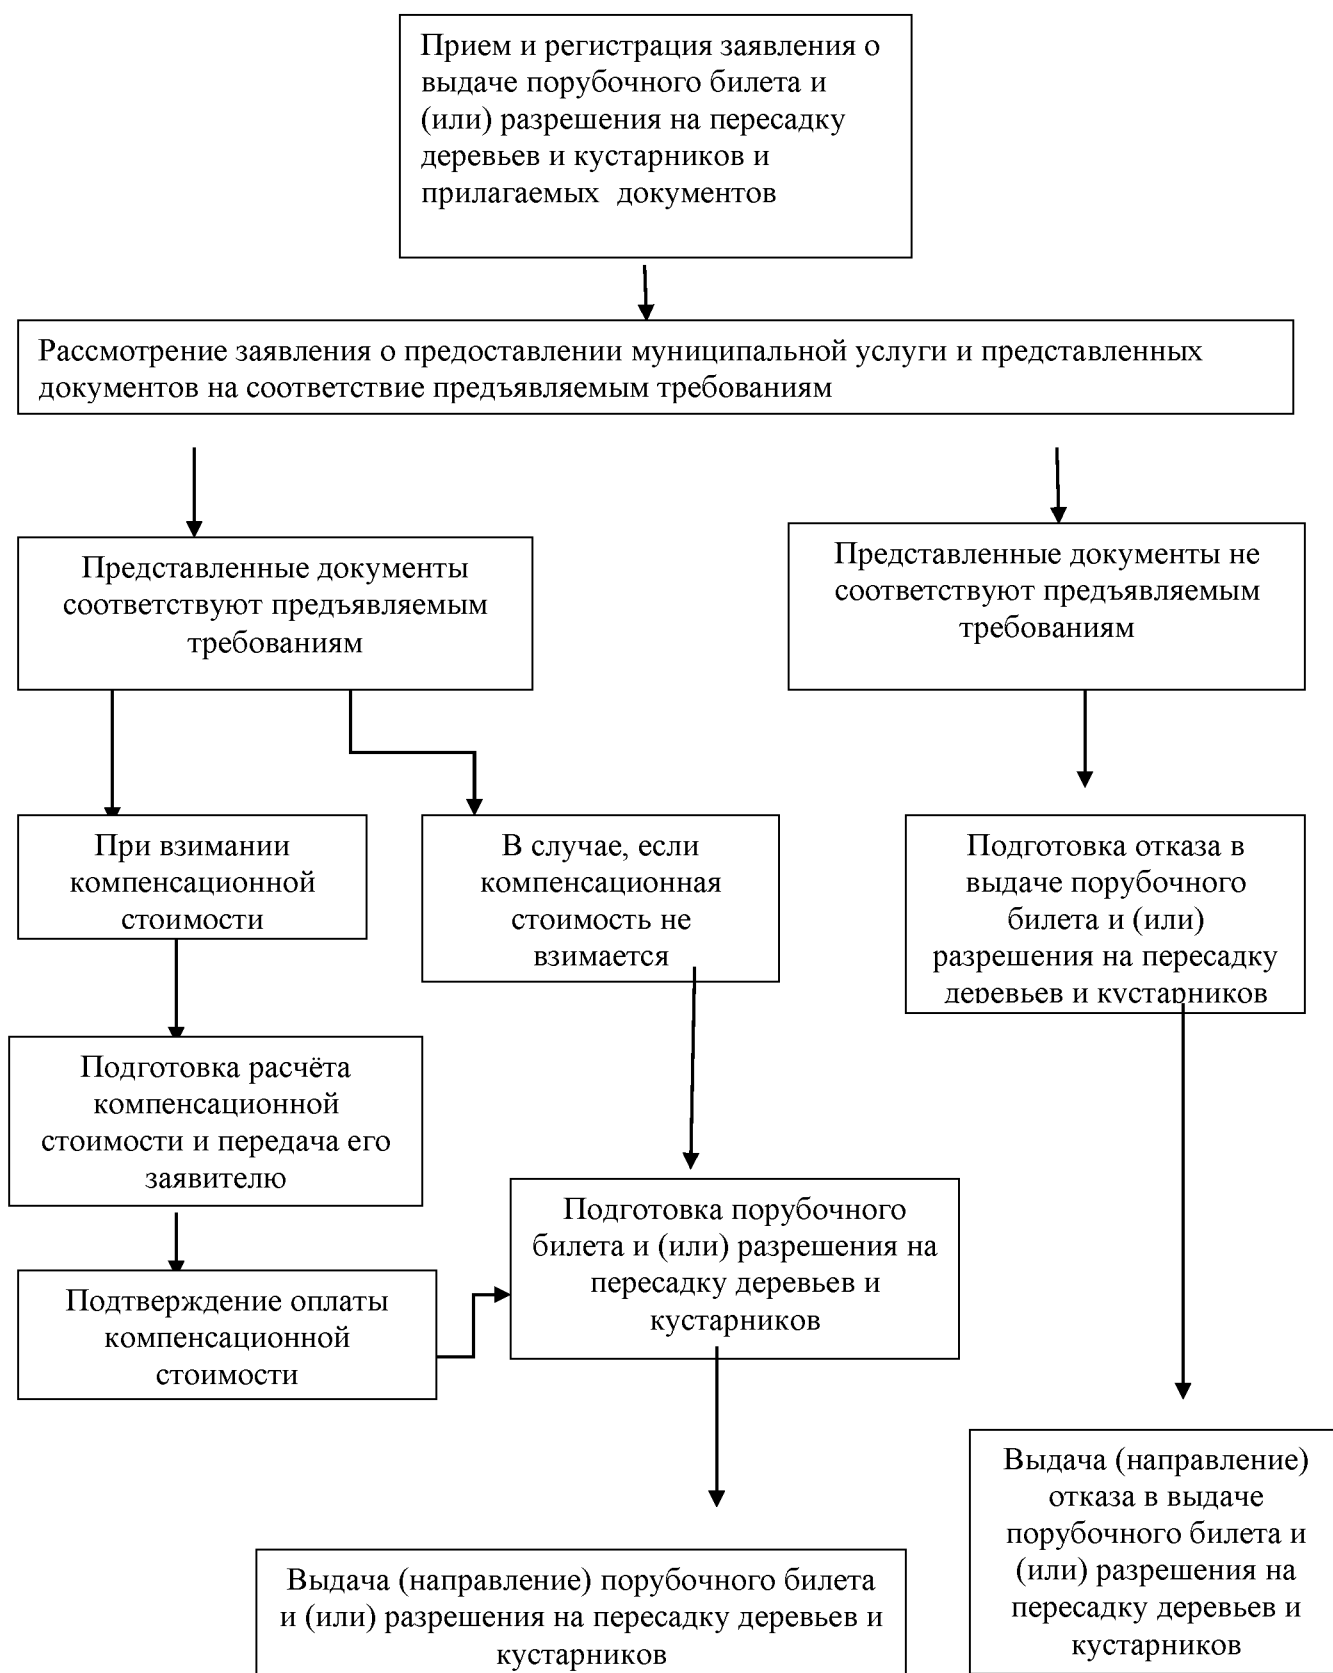 Прием и регистрация заявления о
выдаче порубочного билета и
(или) разрешения на пересадку
деревьев и кустарников и
прилагаемых  документов
Рассмотрение заявления о предоставлении муниципальной услуги и представленных
документов на соответствие предъявляемым требованиям
Представленные документы
соответствуют предъявляемым
требованиям
Представленные документы не
соответствуют предъявляемым
требованиям
При взимании
компенсационной
стоимости
В случае, если
компенсационная
стоимость не
взимается
Подготовка отказа в
выдаче порубочного
билета и (или)
разрешения на пересадку
деревьев и кустарников
Подготовка расчёта
компенсационной
стоимости и передача его
заявителю
Подготовка порубочного
билета и (или) разрешения на
пересадку деревьев и
кустарников
Подтверждение оплаты
компенсационной
стоимости
Выдача (направление)
отказа в выдаче
порубочного билета и
(или) разрешения на
пересадку деревьев и
кустарников
Выдача (направление) порубочного билета
и (или) разрешения на пересадку деревьев и
кустарников